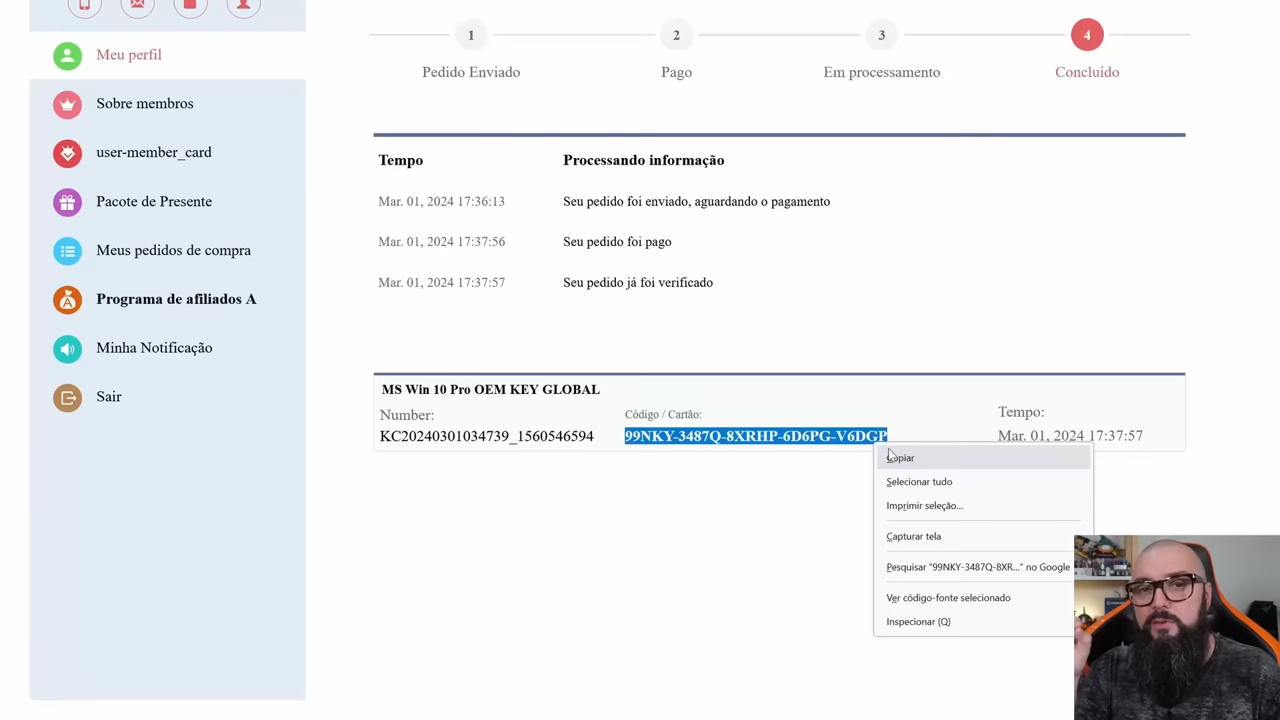 Meu perfil
Sobre membros
user-member_card
Pacote de Presente
Meus pedidos de compra
Programa de afiliados A
Minha Notificação
Sair
1
2
3
4
Pedido Enviado
Pago
Em processamento
Concluído
Tempo
Processando informação
Mar. 01, 2024 17:36:13
Seu pedido foi enviado, aguardando o pagamento
Mar. 01, 2024 17:37:56
Seu pedido foi pago
Mar. 01, 2024 17:37:57
Seu pedido já foi verificado
MS Win 10 Pro OEM KEY GLOBAL
Number:
Código / Cartão:
Tempo:
KC20240301034739_1560546594
99NKY-3487Q-8XRHP-6D6PG-V6DGP
Mar. 01, 2024 17:37:57
Copiar
Selecionar tudo
Imprimir seleção...
Capturar tela
Pesquisar “99NKY-3487Q-8XR...” no Google
Ver código-fonte selecionado
Inspecionar (Q)